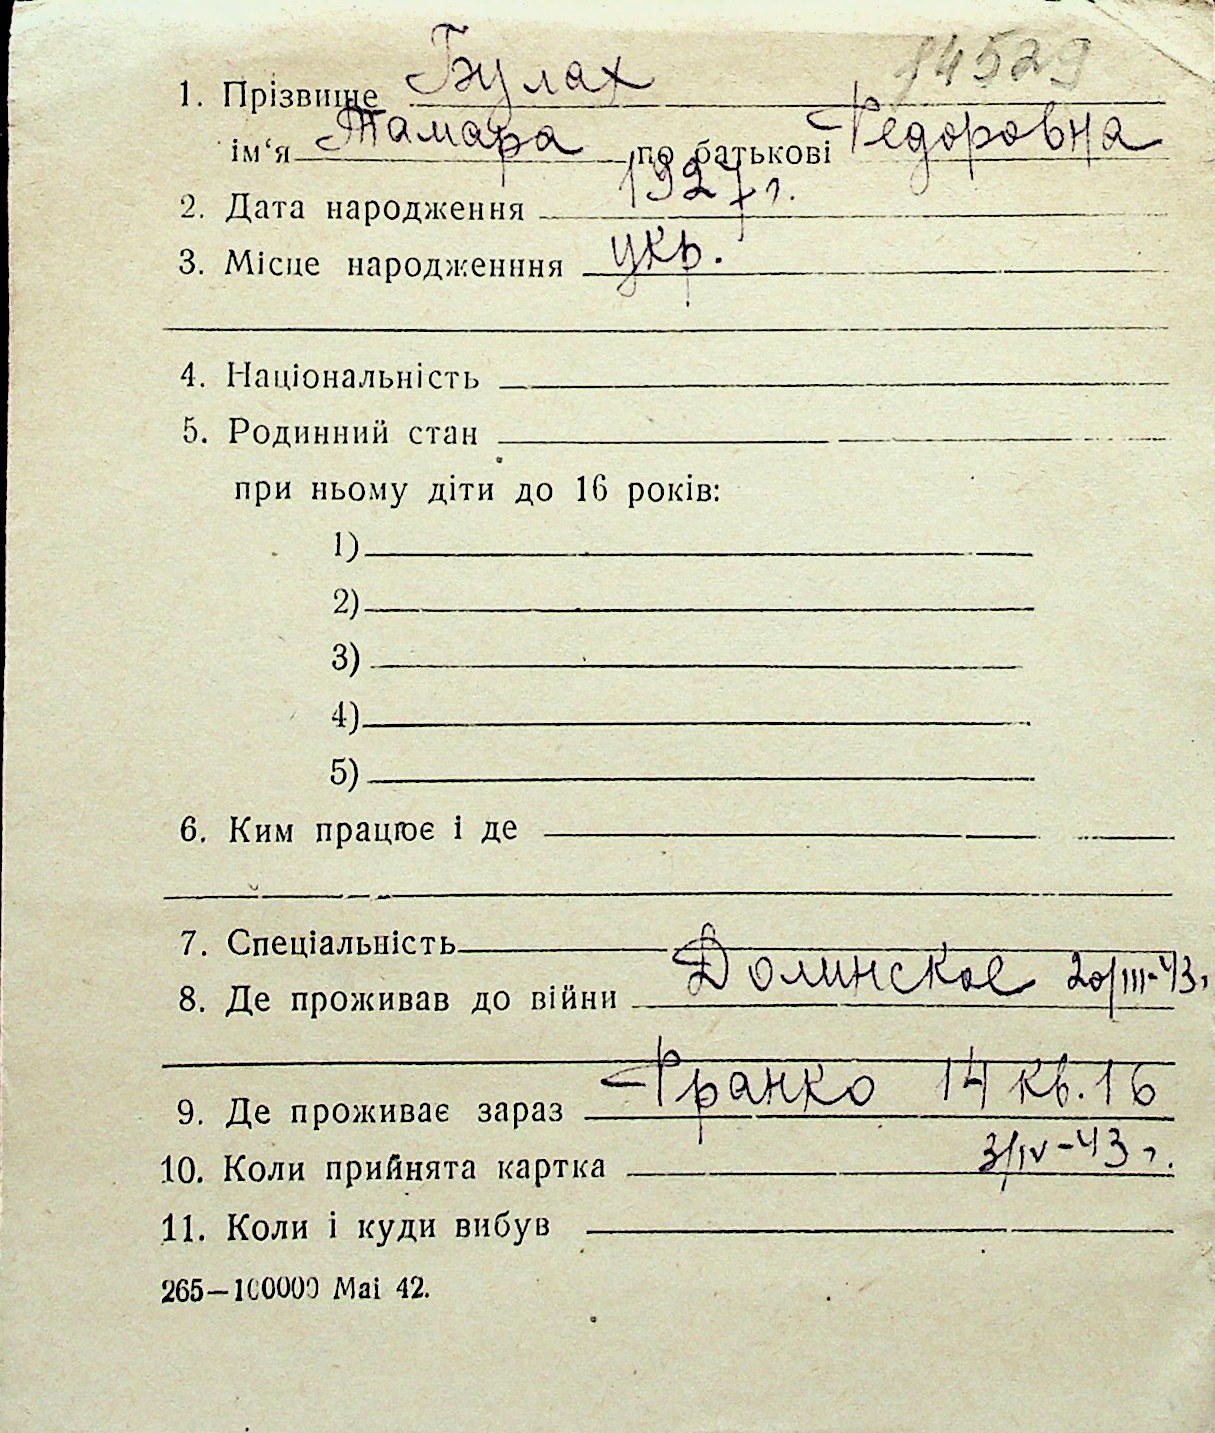 14529
1. Прізвище Булах
ім‘я Тамара по батькові Федоровна
2. Дата народження 1927 г.
3. Місце народженння укр.
4. Національність
5. Родинний стан
при ньому діти до 16 років:
1)
2)
3)
4)
5)
6. Ким працює і де
7. Спеціальність
8. Де проживав до війни Долинское 20/III-43г
9. Де проживає зараз Франко 14 кв. 16
10. Коли прийнята картка 3/IV-43 г.
11. Коли і куди вибув
265—100000 Маі 42.